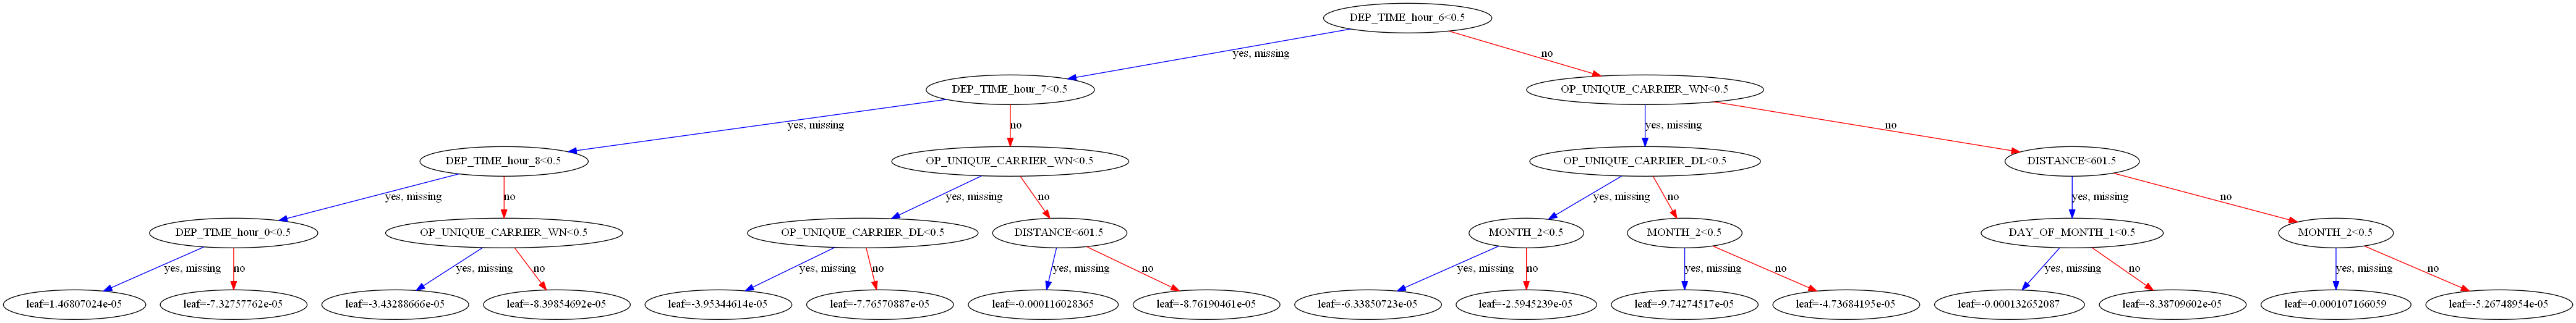 DEP_TIME_hour_6<0.5
yes, missing
no
DEP_TIME_hour_7<0.5
OP_UNIQUE_CARRIER_WN<0.5
yes, missing
no
yes, missing
no
DEP_TIME_hour_8<0.5
OP_UNIQUE_CARRIER_WN<0.5
OP_UNIQUE_CARRIER_DL<0.5
DISTANCE<601.5
yes, missing
no
yes, missing
no
yes, missing
no
yes, missing
no
DEP_TIME_hour_0<0.5
OP_UNIQUE_CARRIER_WN<0.5
OP_UNIQUE_CARRIER_DL<0.5
DISTANCE<601.5
MONTH_2<0.5
MONTH_2<0.5
DAY_OF_MONTH_1<0.5
MONTH_2<0.5
yes, missing
no
yes, missing
no
yes, missing
no
yes, missing
no
yes, missing
no
yes, missing
no
yes, missing
no
yes, missing
no
leaf=1.46807024e-05
leaf=-7.32757762e-05
leaf=-3.43288666e-05
leaf=-8.39854692e-05
leaf=-3.95344614e-05
leaf=-7.76570887e-05
leaf=-0.000116028365
leaf=-8.76190461e-05
leaf=-6.33850723e-05
leaf=-2.5945239e-05
leaf=-9.74274517e-05
leaf=-4.73684195e-05
leaf=-0.000132652087
leaf=-8.38709602e-05
leaf=-0.000107166059
leaf=-5.26748954e-05